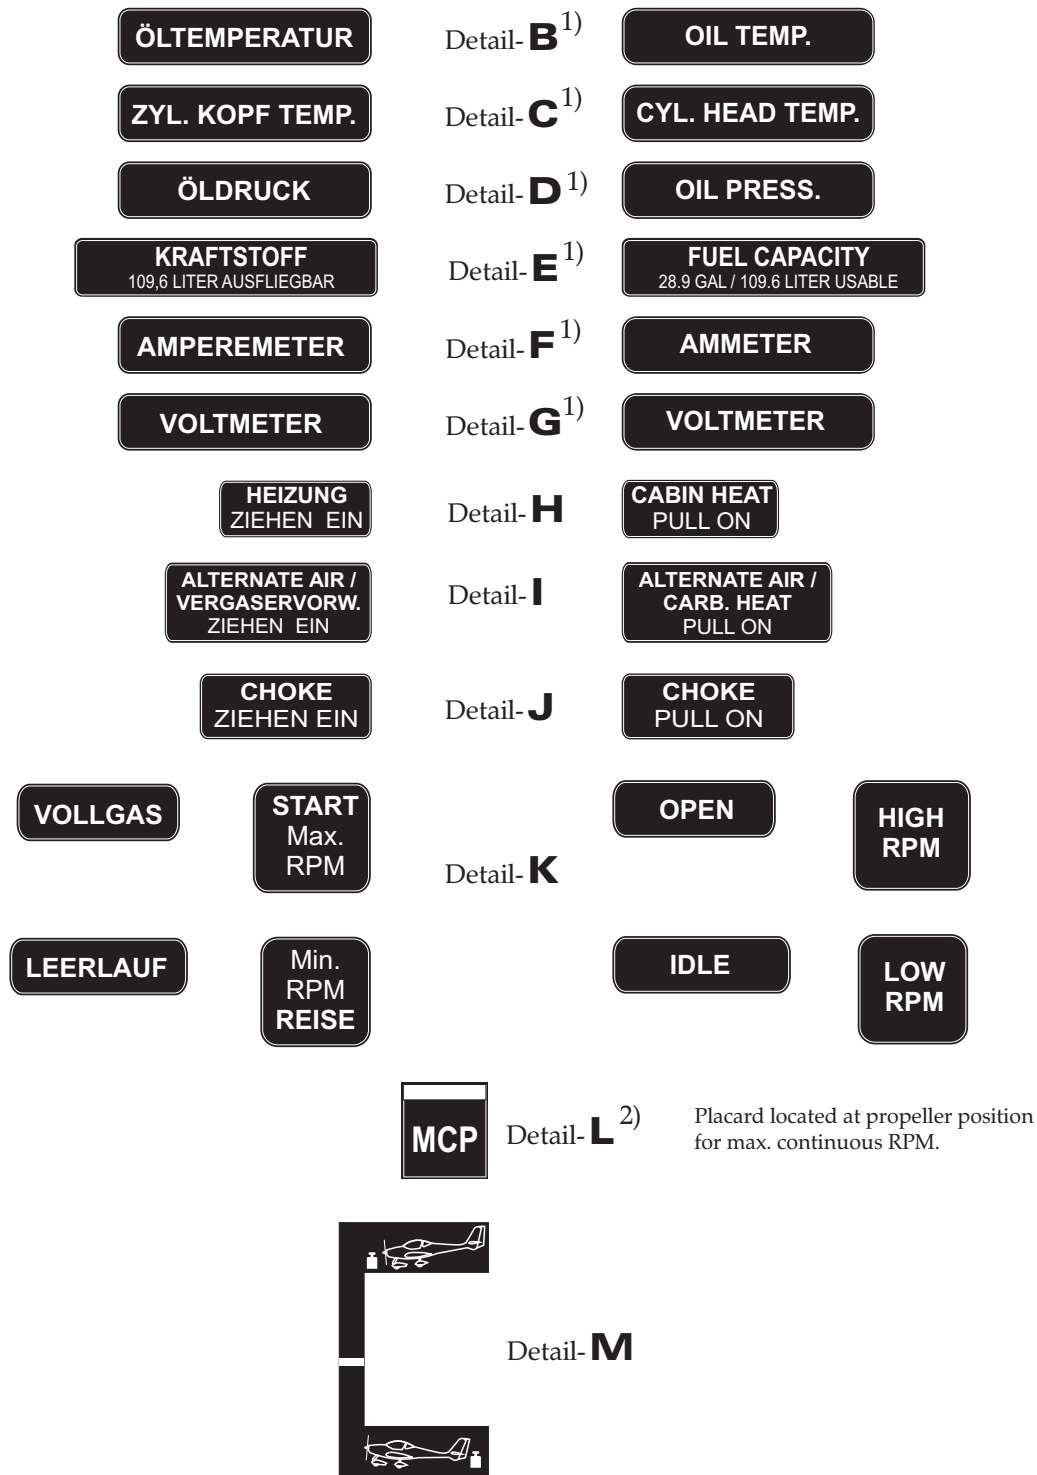 ÖLTEMPERATUR Detail-B1) OIL TEMP.
ZYL. KOPF TEMP. Detail-C1) CYL. HEAD TEMP.
ÖLDRUCK Detail-D1) OIL PRESS.
KRAFTSTOFF
109,6 LITER AUSFLIEGBAR
Detail-E1)
FUEL CAPACITY
28.9 GAL / 109.6 LITER USABLE
AMPEREMETER Detail-F1) AMMETER
VOLTMETER Detail-G1) VOLTMETER
HEIZUNG
ZIEHEN EIN
Detail-H
CABIN HEAT
PULL ON
ALTERNATE AIR /
VERGASERVORW.
ZIEHEN EIN
Detail-I
ALTERNATE AIR /
CARB. HEAT
PULL ON
CHOKE
ZIEHEN EIN
Detail-J
CHOKE
PULL ON
VOLLGAS
START
Max.
RPM
Detail-K
OPEN
HIGH
RPM
LEERLAUF
Min.
RPM
REISE
IDLE
LOW
RPM
MCP
Detail-L2)
Placard located at propeller position
for max. continuous RPM.
Detail-M